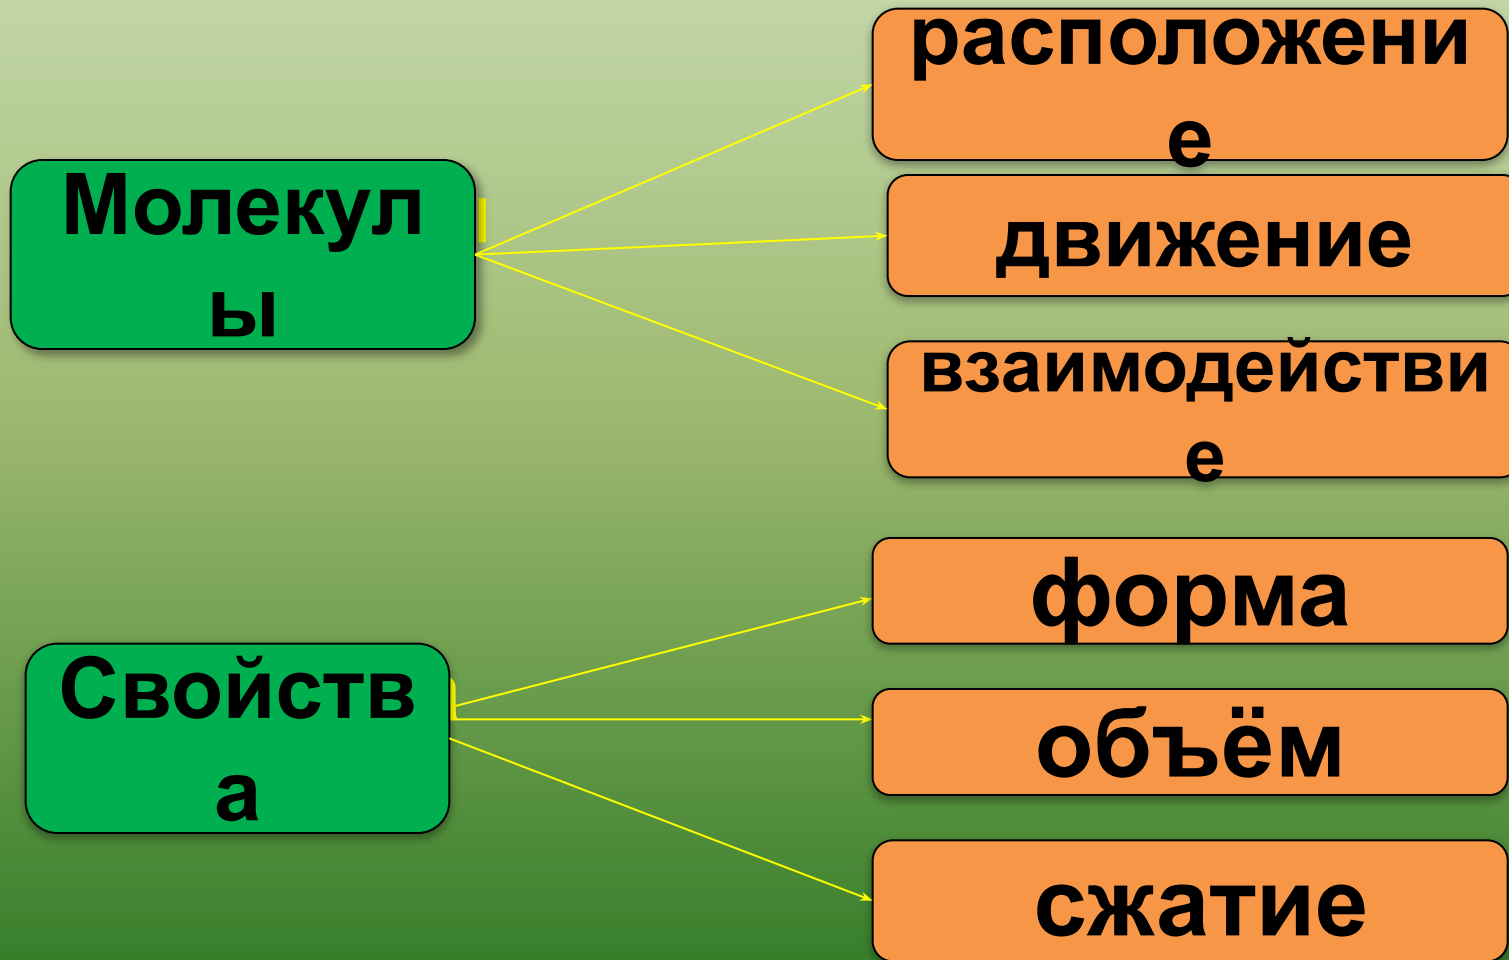 Молекул
ы
расположени
е
движение
взаимодействи
е
Свойств
а
форма
объём
сжатие